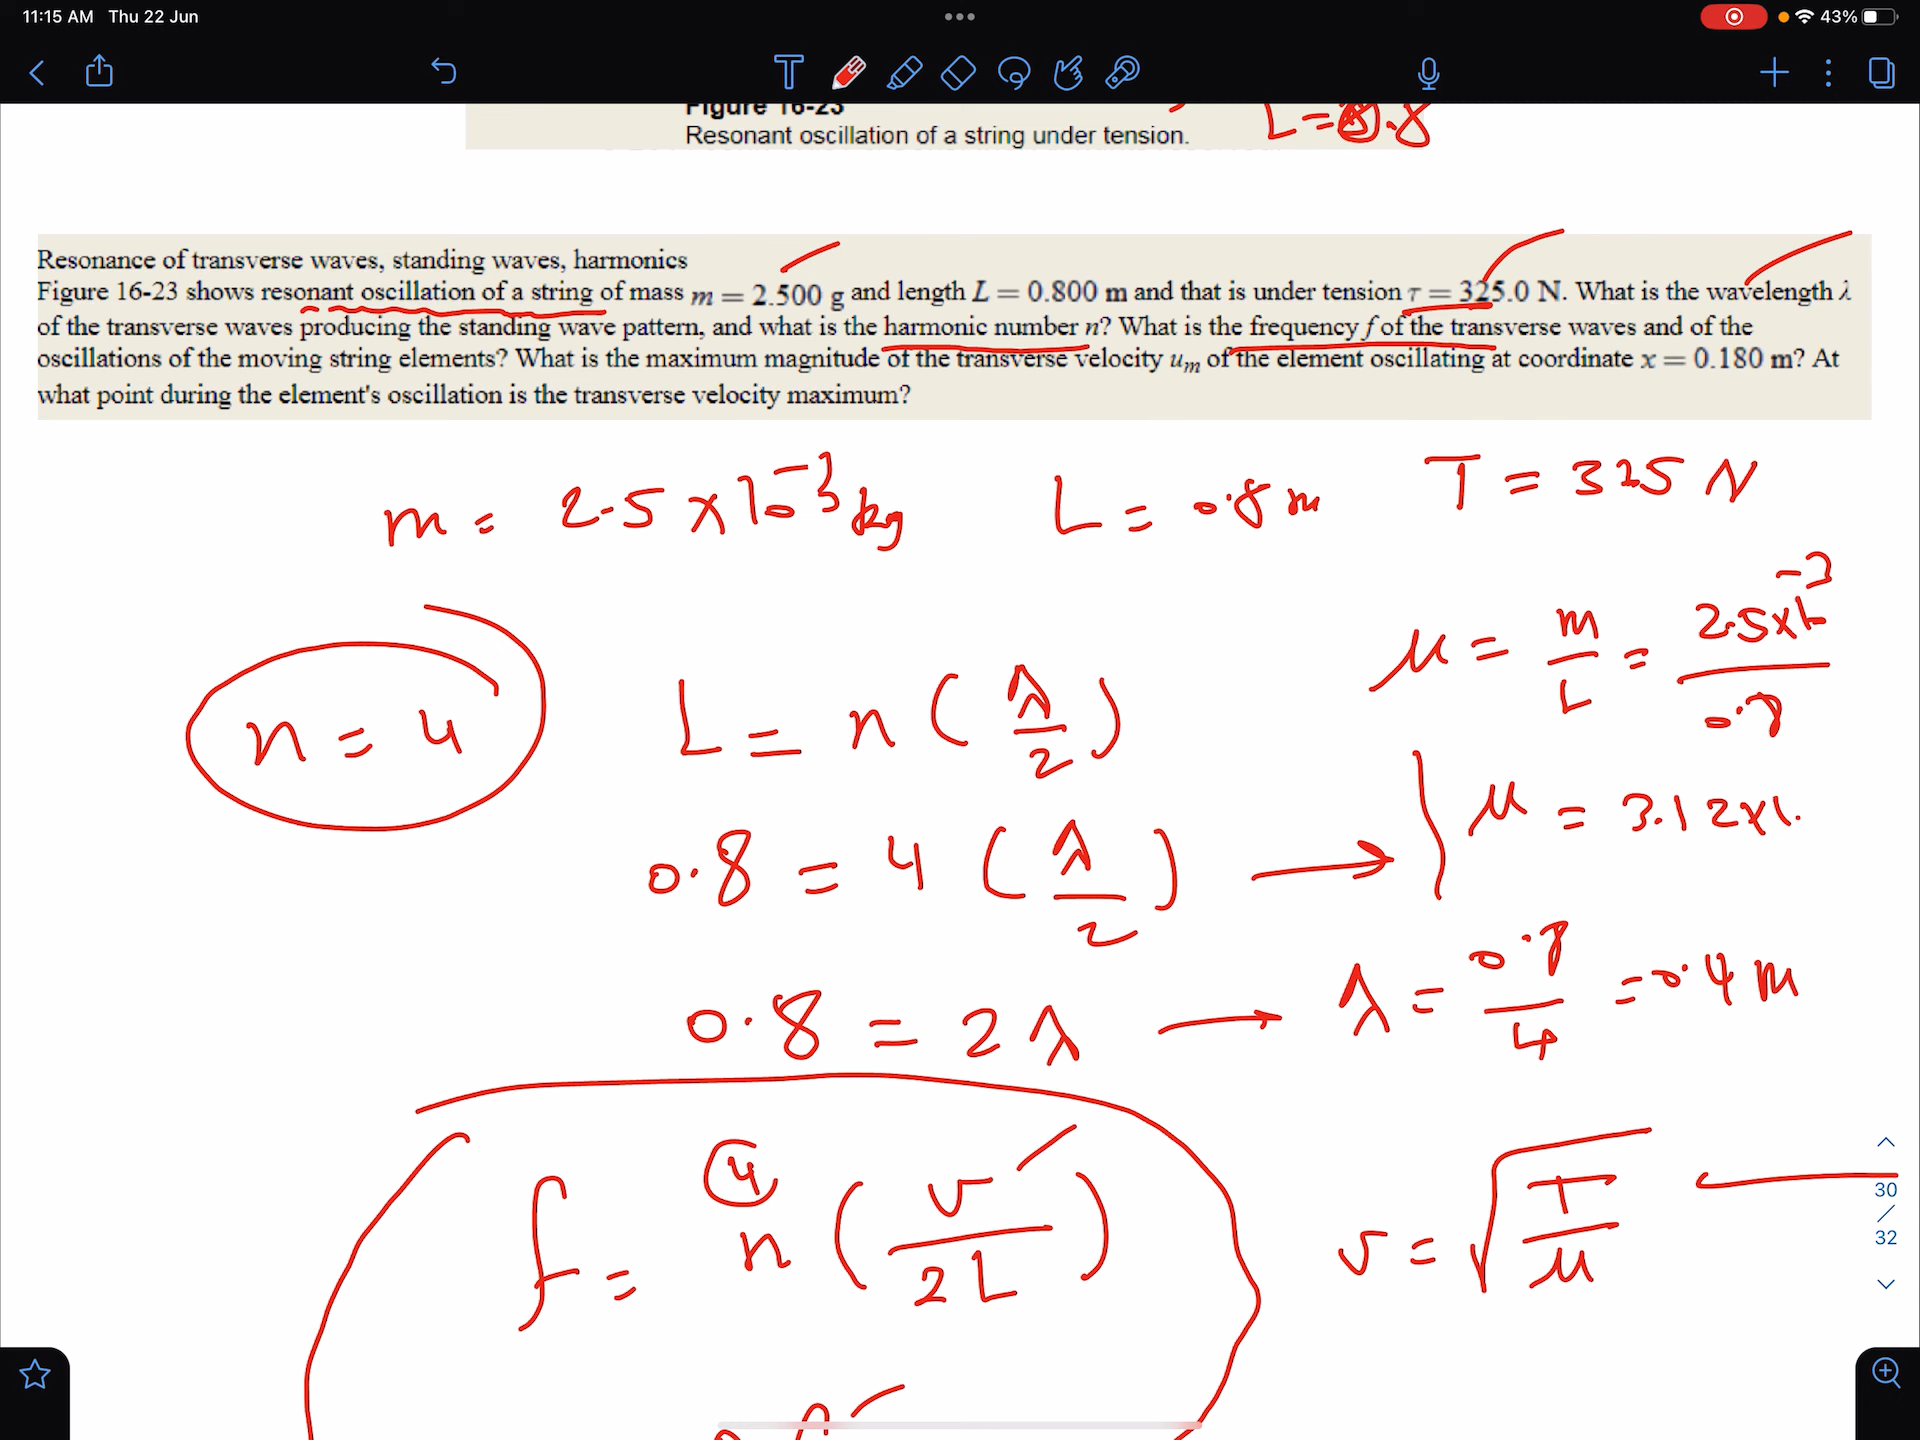 11:15 AM Thu 22 Jun
43%
Figure 16-23
Resonant oscillation of a string under tension.
L = 0.8
Resonance of transverse waves, standing waves, harmonics
Figure 16-23 shows resonant oscillation of a string of mass m = 2.500 g and length L = 0.800 m and that is under tension τ = 325.0 N. What is the wavelength λ
of the transverse waves producing the standing wave pattern, and what is the harmonic number n? What is the frequency f of the transverse waves and of the
oscillations of the moving string elements? What is the maximum magnitude of the transverse velocity u_m of the element oscillating at coordinate x = 0.180 m? At
what point during the element's oscillation is the transverse velocity maximum?
m = 2.5 × 10^-3 kg L = 0.8 m T = 325 N
μ = m/L = 2.5×1^-3/0.8
n = 4
L = n (λ/2)
μ = 3.12×1.
0.8 = 4 (λ/2) →
0.8 = 2λ → λ = 0.8/4 = 0.4 m
④
f = n (v/2L)
v = √(T/μ)
30
/
32